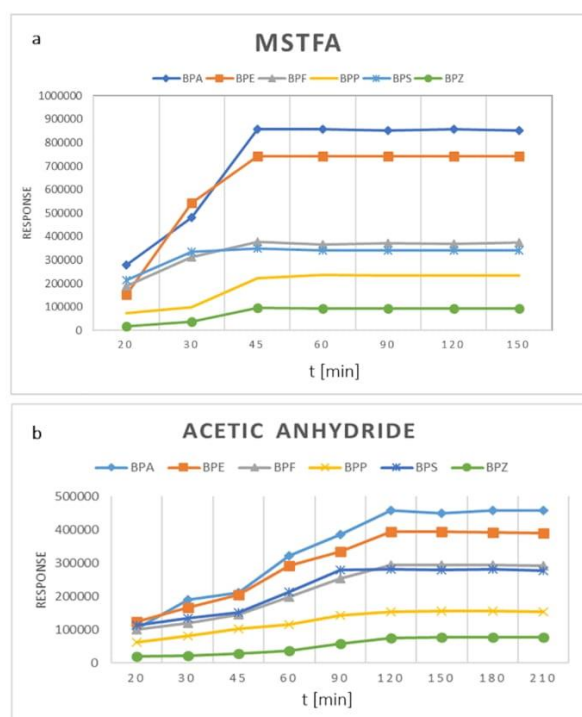 a
MSTFA
BPA BPE BPF BPP BPS BPZ
1000000
900000
800000
700000
600000
500000
400000
300000
200000
100000
0
RESPONSE
20 30 45 60 90 120 150
t [min]
b
ACETIC ANHYDRIDE
BPA BPE BPF BPP BPS BPZ
500000
400000
300000
200000
100000
0
RESPONSE
20 30 45 60 90 120 150 180 210
t [min]